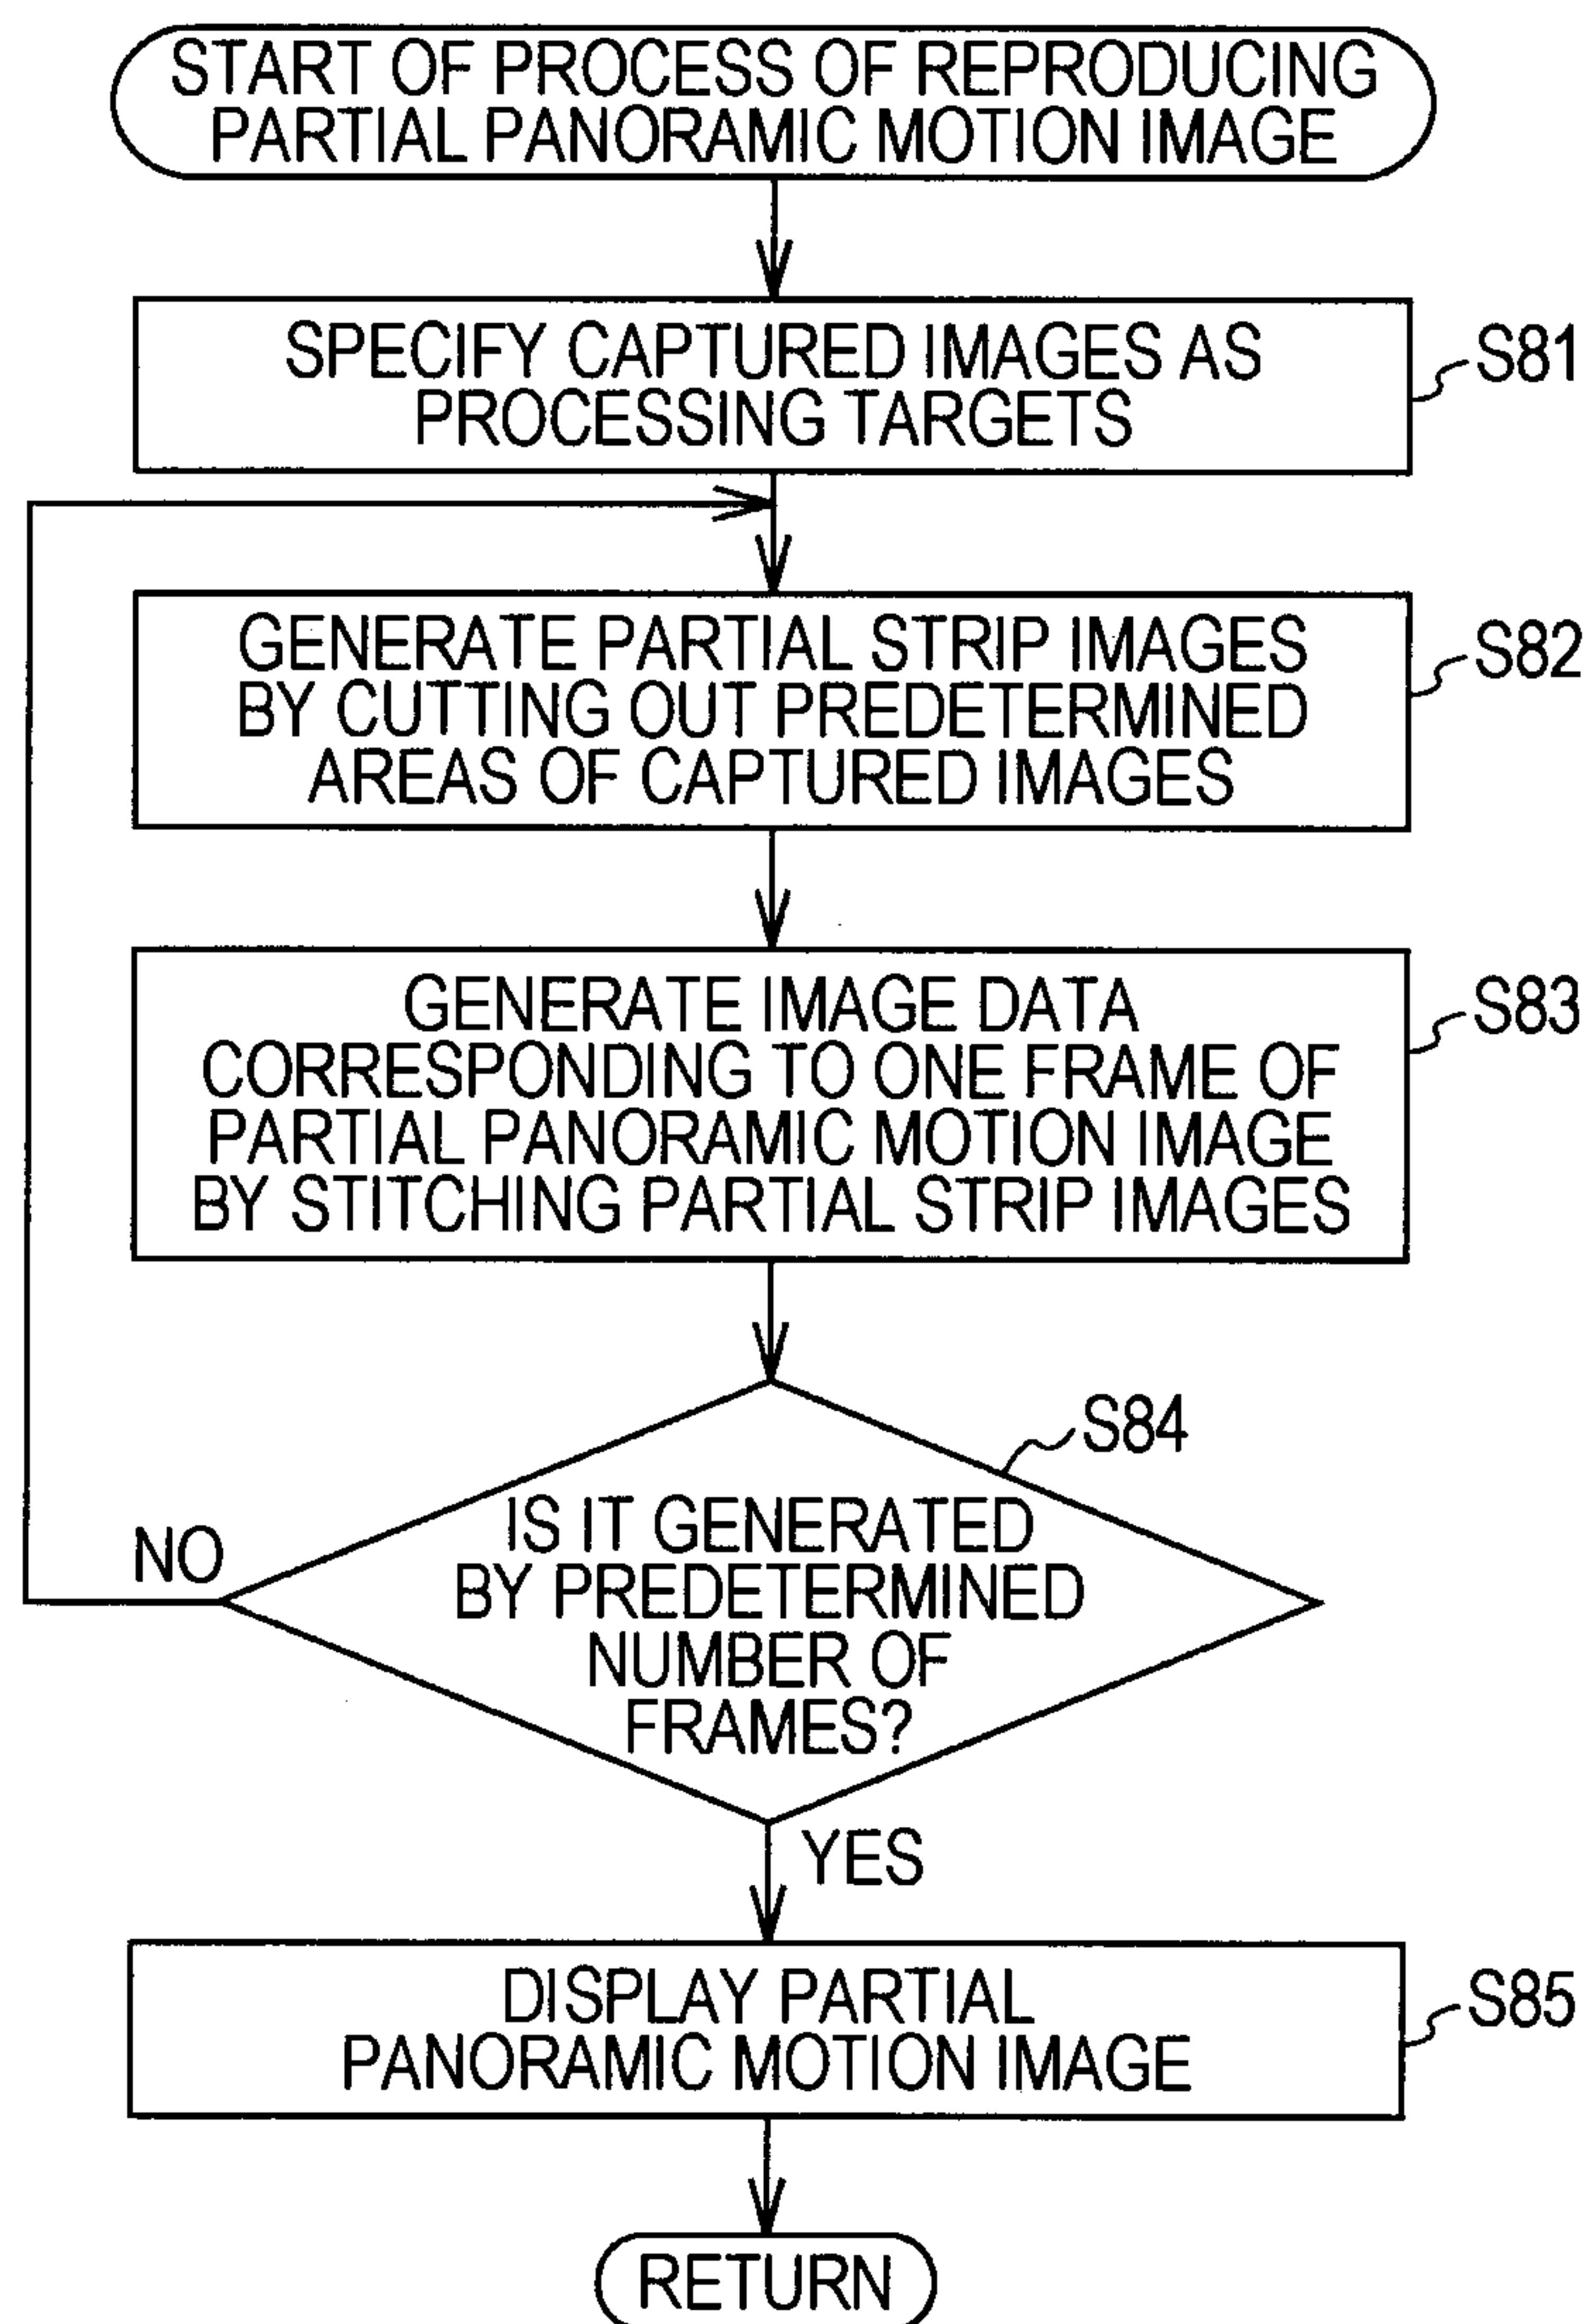 START OF PROCESS OF REPRODUCING
PARTIAL PANORAMIC MOTION IMAGE
SPECIFY CAPTURED IMAGES AS
PROCESSING TARGETS
S81
GENERATE PARTIAL STRIP IMAGES
BY CUTTING OUT PREDETERMINED
AREAS OF CAPTURED IMAGES
S82
GENERATE IMAGE DATA
CORRESPONDING TO ONE FRAME OF
PARTIAL PANORAMIC MOTION IMAGE
BY STITCHING PARTIAL STRIP IMAGES
S83
S84
IS IT GENERATED
BY PREDETERMINED
NUMBER OF
FRAMES?
NO
YES
DISPLAY PARTIAL
PANORAMIC MOTION IMAGE
S85
RETURN